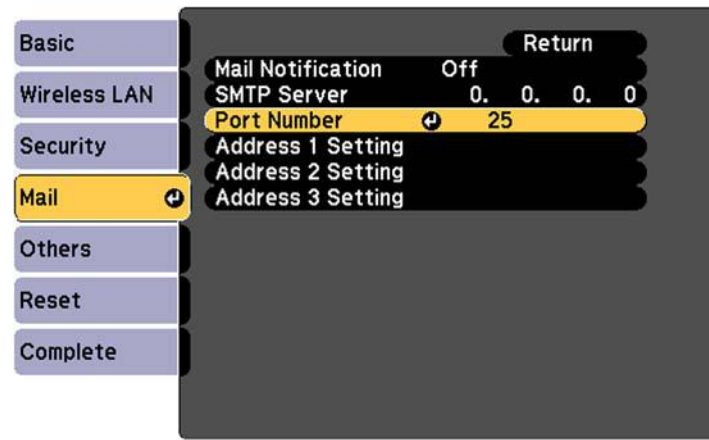 Basic
Wireless LAN
Security
Mail
Others
Reset
Complete
Return
Mail Notification Off
SMTP Server 0. 0. 0. 0
Port Number 25
Address 1 Setting
Address 2 Setting
Address 3 Setting